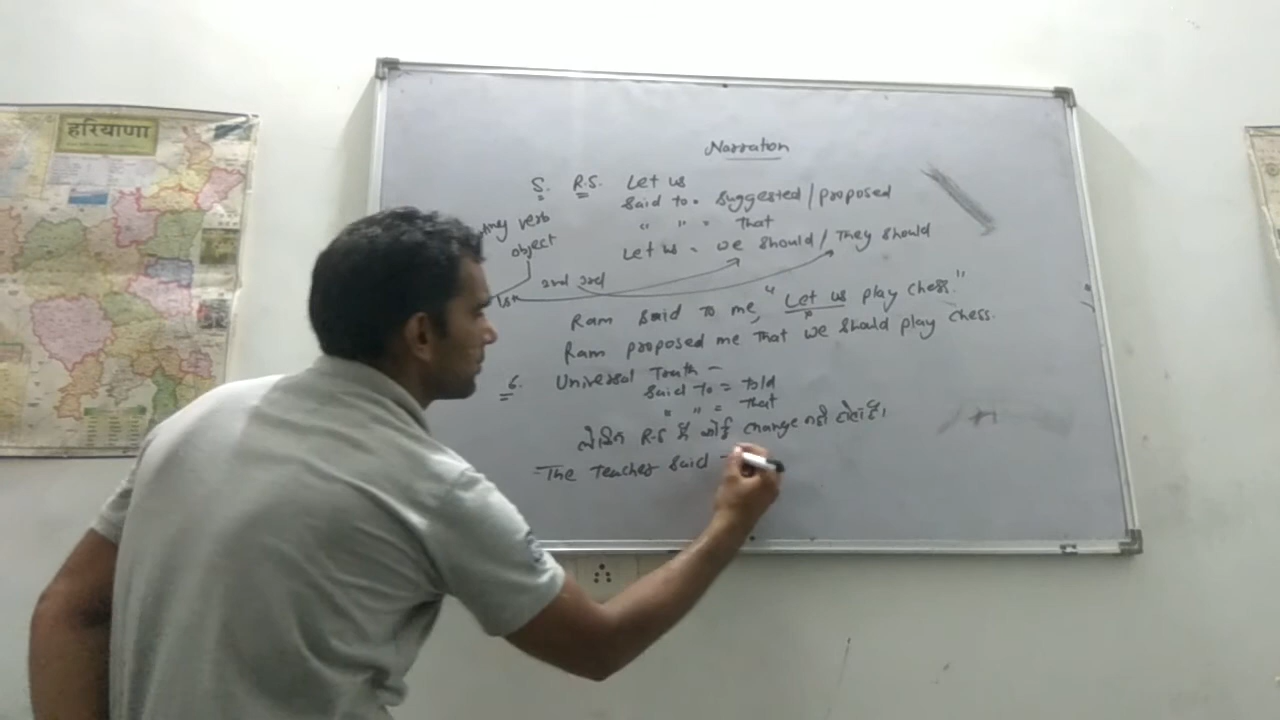 हरियाणा
Narration
5. R.S. Let us
Said to = suggested / proposed
" " = that
Let us = we should / They should
any verb
object
1st 2nd 3rd
Ram said to me, "Let us play chess."
Ram proposed me that we should play chess.
6. Universal Truth -
Said to = told
" " = that
लेकिन R.S में कोई change नहीं होता है।
The Teacher said